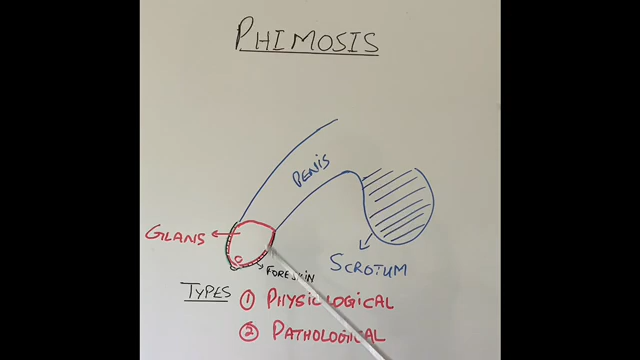 PHIMOSIS
PENIS
GLANS
SCROTUM
FORESKIN
TYPES
1 PHYSIOLOGICAL
2 PATHOLOGICAL